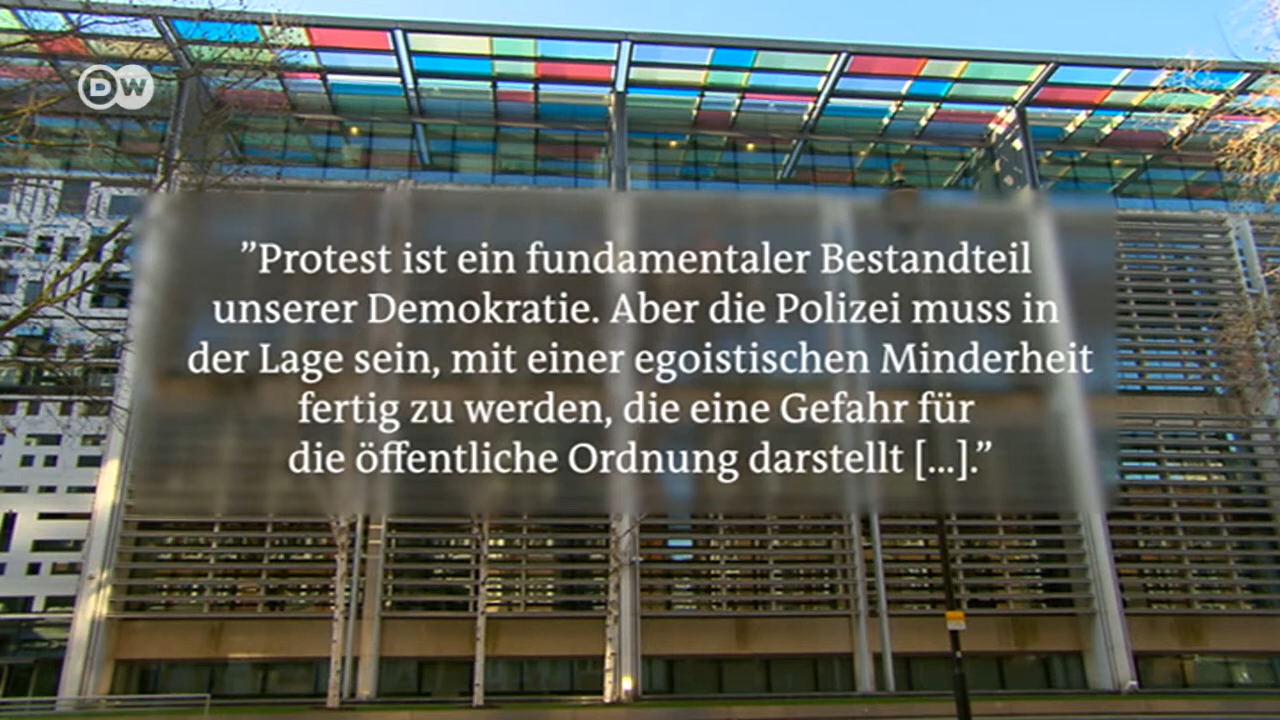 DW
”Protest ist ein fundamentaler Bestandteil
unserer Demokratie. Aber die Polizei muss in
der Lage sein, mit einer egoistischen Minderheit
fertig zu werden, die eine Gefahr für
die öffentliche Ordnung darstellt [...].”